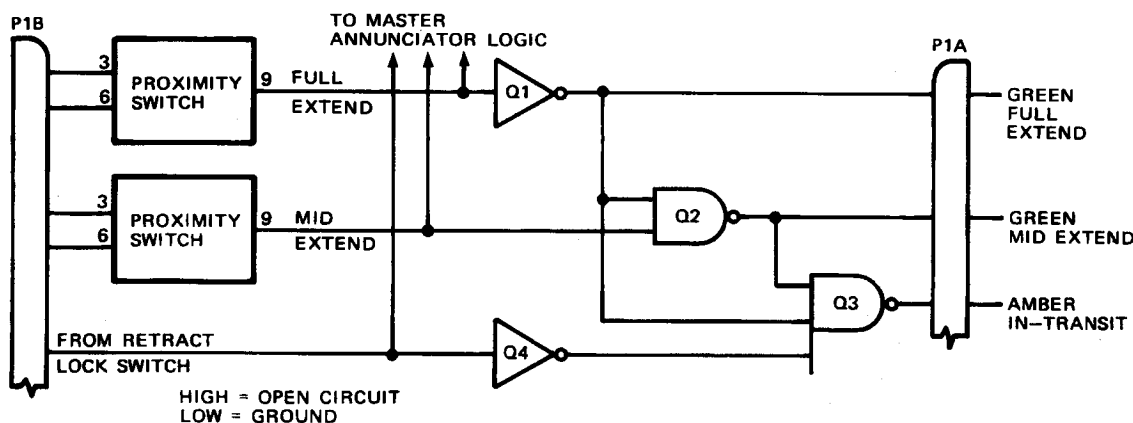 P1B
TO MASTER
ANNUNCIATOR LOGIC
P1A
3
6
PROXIMITY
SWITCH
9
FULL
EXTEND
Q1
GREEN
FULL
EXTEND
3
6
PROXIMITY
SWITCH
9
MID
EXTEND
Q2
GREEN
MID EXTEND
Q3
AMBER
IN-TRANSIT
FROM RETRACT
LOCK SWITCH
Q4
HIGH = OPEN CIRCUIT
LOW = GROUND